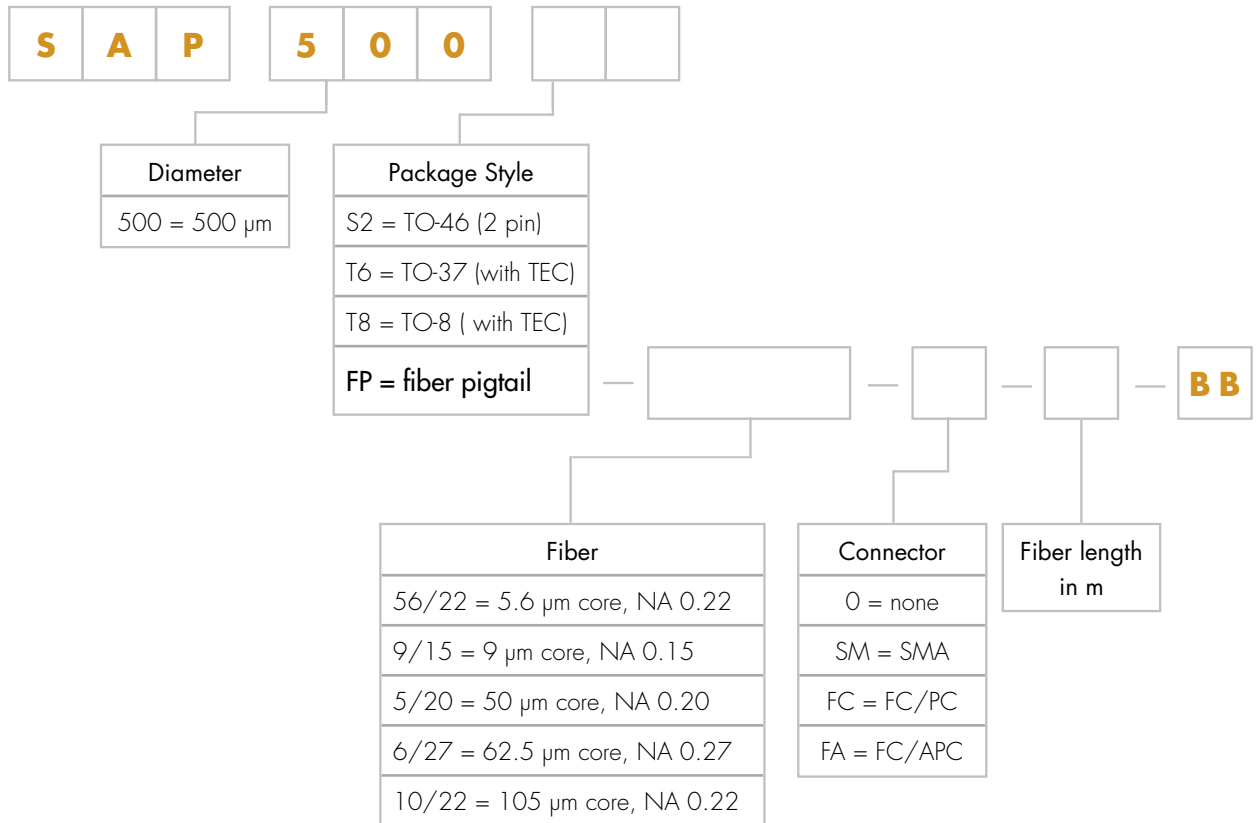 SAP 500
Diameter
500 = 500 µm
Package Style
S2 = TO-46 (2 pin)
T6 = TO-37 (with TEC)
T8 = TO-8 ( with TEC)
FP = fiber pigtail — — — — BB
Fiber
56/22 = 5.6 µm core, NA 0.22
9/15 = 9 µm core, NA 0.15
5/20 = 50 µm core, NA 0.20
6/27 = 62.5 µm core, NA 0.27
10/22 = 105 µm core, NA 0.22
Connector
0 = none
SM = SMA
FC = FC/PC
FA = FC/APC
Fiber length
in m